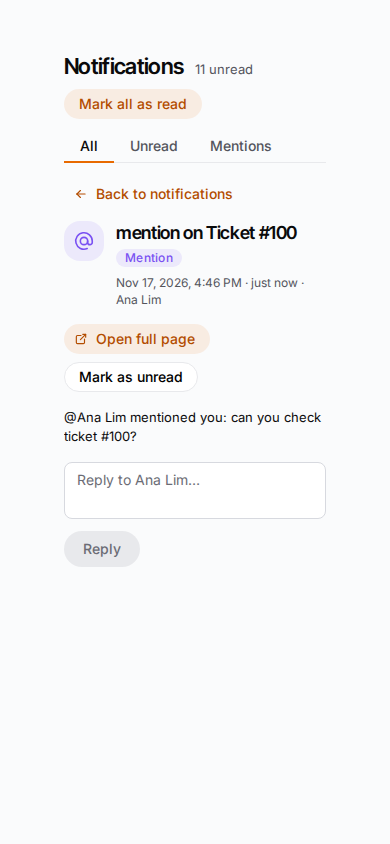 Notifications 11 unread
Mark all as read
All Unread Mentions
Back to notifications
mention on Ticket #100
Mention
Nov 17, 2026, 4:46 PM · just now ·
Ana Lim
Open full page
Mark as unread
@Ana Lim mentioned you: can you check
ticket #100?
Reply to Ana Lim...
Reply